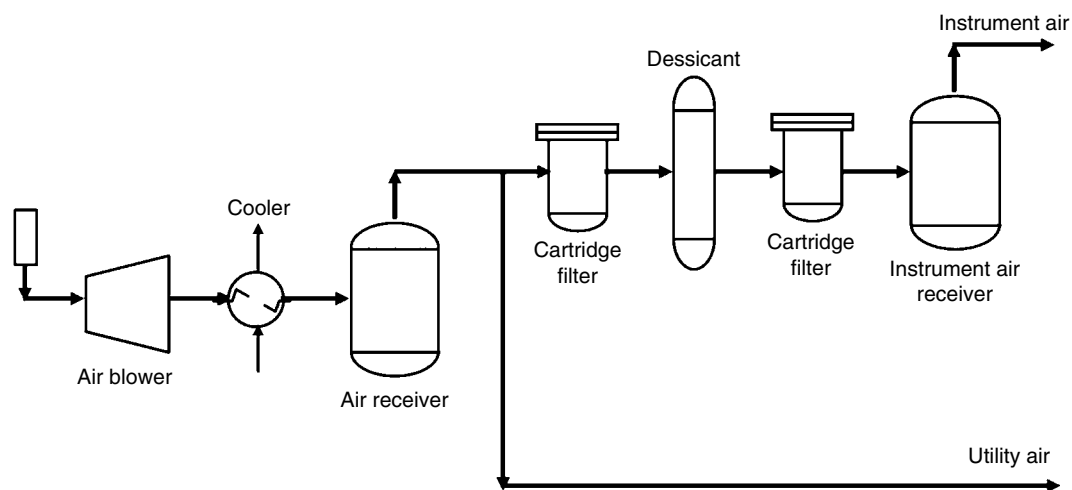 Instrument air
Dessicant
Cooler
Cartridge
filter
Cartridge
filter
Instrument air
receiver
Air blower
Air receiver
Utility air